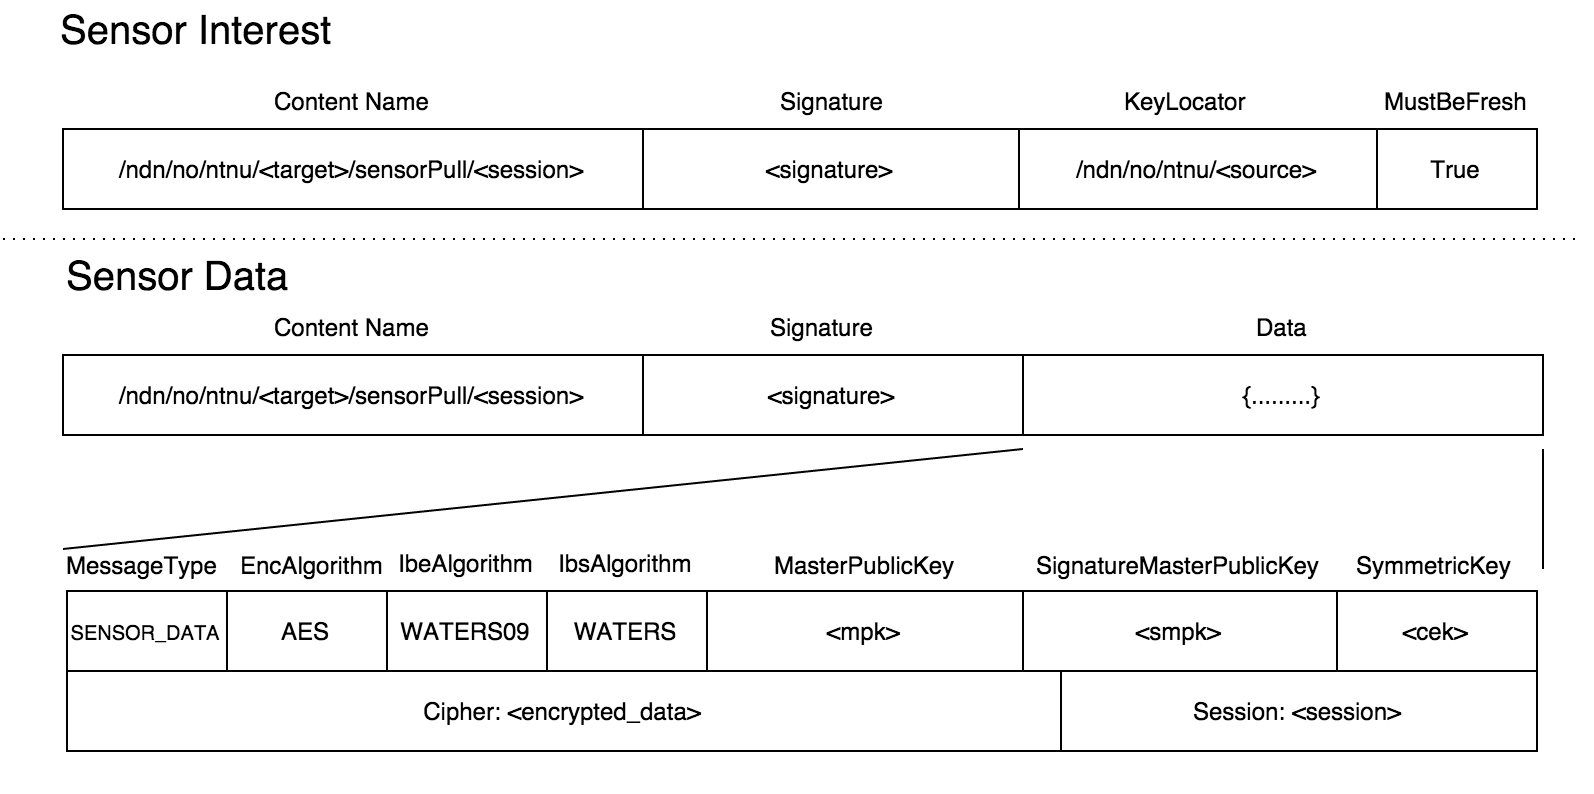 Sensor Interest
Content Name Signature KeyLocator MustBeFresh
/ndn/no/ntnu/<target>/sensorPull/<session> <signature> /ndn/no/ntnu/<source> True
Sensor Data
Content Name Signature Data
/ndn/no/ntnu/<target>/sensorPull/<session> <signature> {.........}
MessageType EncAlgorithm IbeAlgorithm IbsAlgorithm MasterPublicKey SignatureMasterPublicKey SymmetricKey
SENSOR_DATA AES WATERS09 WATERS <mpk> <smpk> <cek>
Cipher: <encrypted_data> Session: <session>